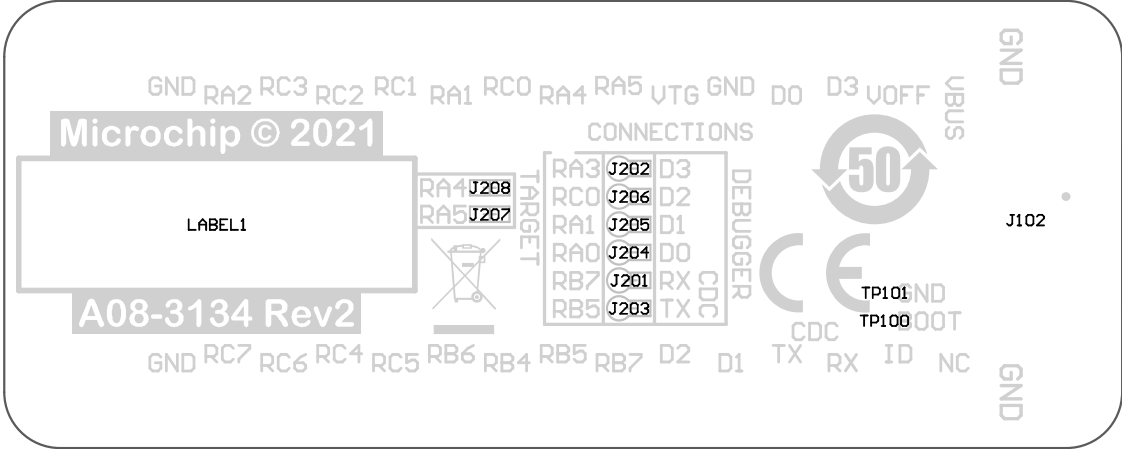 GND
GND RA2 RC3 RC2 RC1 RA1 RC0 RA4 RA5 VTG GND D0 D3 VOFF VBUS
Microchip © 2021
CONNECTIONS
50
RA3 J202 D3
RA4 J208
RC0 J206 D2
RA5 J207
RA1 J205 D1
LABEL1
J102
TARGET
DEBUGGER
RA0 J204 D0
RB7 J201 RX
RB5 J203 TX
CDC
CE
TP101 GND
A08-3134 Rev2
TP100 BOOT
CDC
GND RC7 RC6 RC4 RC5 RB6 RB4 RB5 RB7 D2 D1 TX RX ID NC
GND